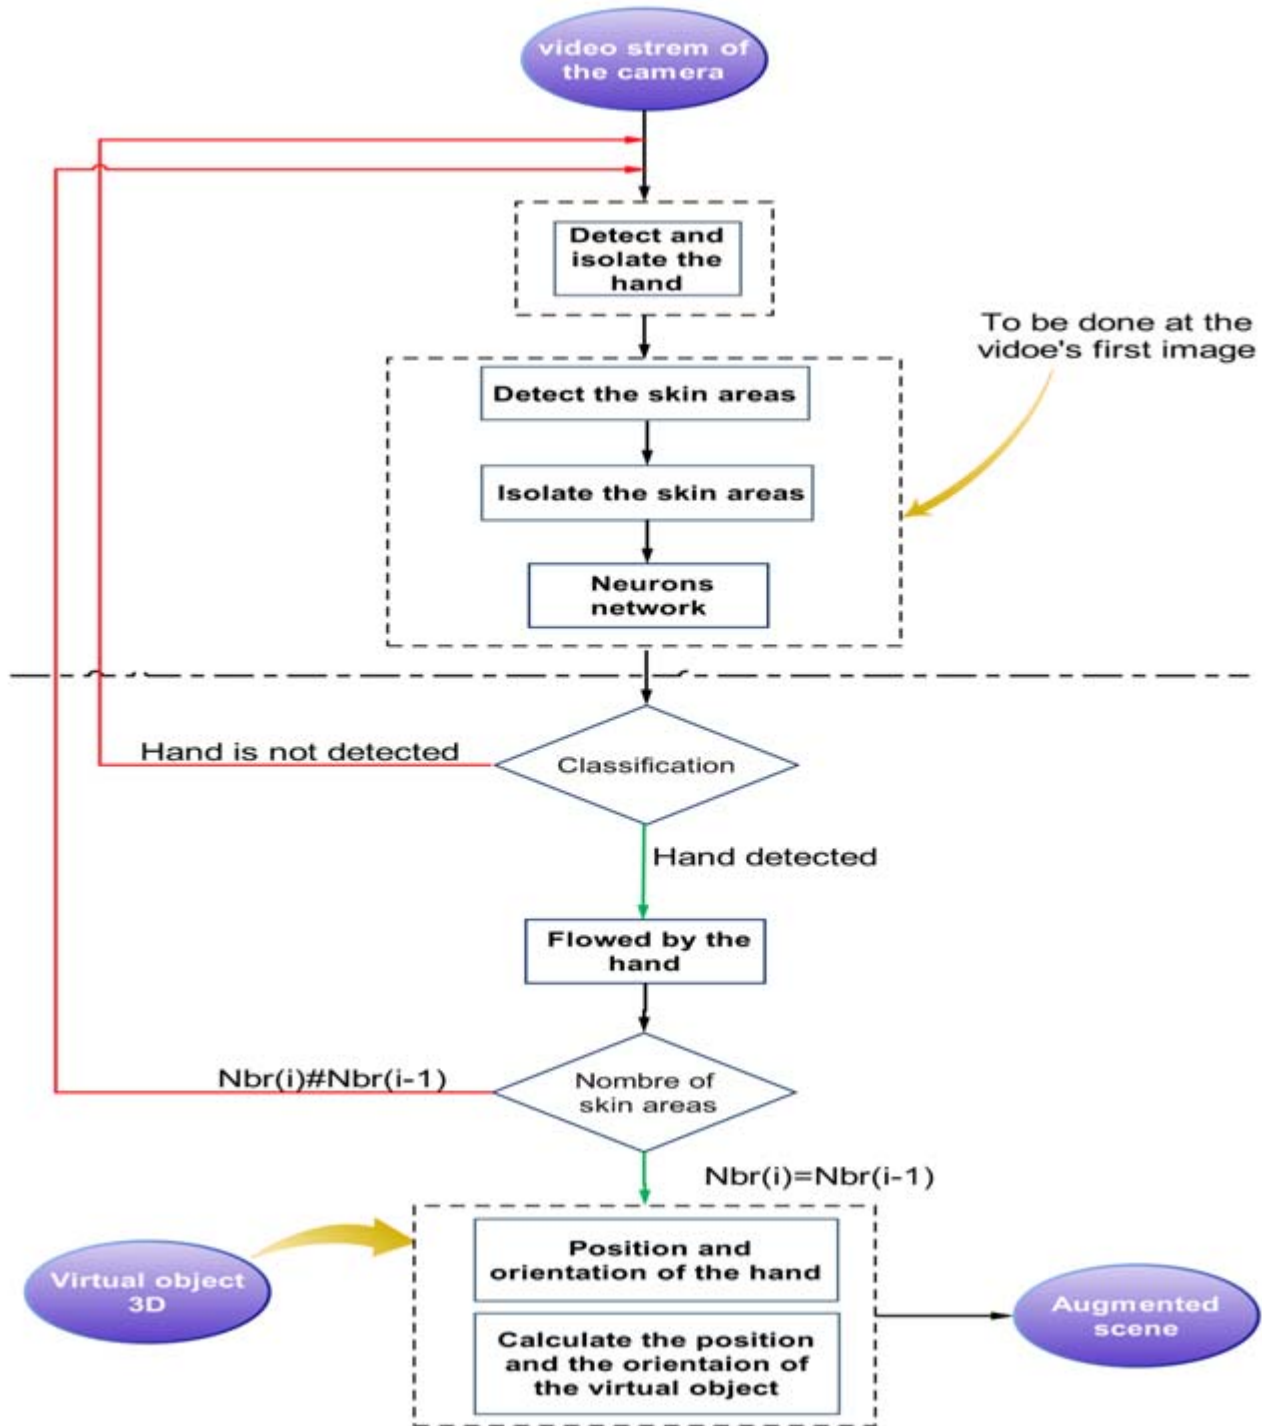 video strem of
the camera
Detect and
isolate the
hand
To be done at the
vidoe's first image
Detect the skin areas
Isolate the skin areas
Neurons
network
Hand is not detected
Classification
Hand detected
Flowed by the
hand
Nbr(i)#Nbr(i-1)
Nombre of
skin areas
Nbr(i)=Nbr(i-1)
Position and
orientation of the hand
Virtual object
3D
Augmented
scene
Calculate the position
and the orientaion of
the virtual object